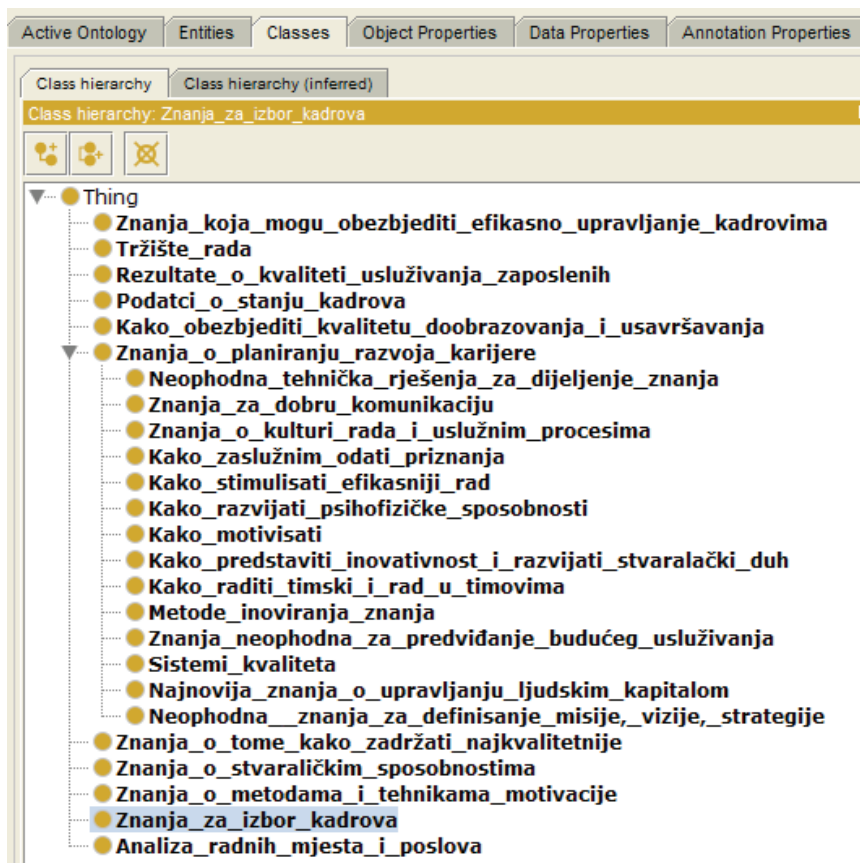 Active Ontology Entities Classes Object Properties Data Properties Annotation Properties
Class hierarchy Class hierarchy (inferred)
Class hierarchy: Znanja_za_izbor_kadrova
Thing
Znanja_koja_mogu_obezbjediti_efikasno_upravljanje_kadrovima
Tržište_rada
Rezultate_o_kvaliteti_usluživanja_zaposlenih
Podatci_o_stanju_kadrova
Kako_obezbjediti_kvalitetu_doobrazovanja_i_usavršavanja
Znanja_o_planiranju_razvoja_karijere
Neophodna_tehnička_rješenja_za_dijeljenje_znanja
Znanja_za_dobru_komunikaciju
Znanja_o_kulturi_rada_i_uslužnim_procesima
Kako_zaslužnim_odati_priznanja
Kako_stimulisati_efikasniji_rad
Kako_razvijati_psihofizičke_sposobnosti
Kako_motivisati
Kako_predstaviti_inovativnost_i_razvijati_stvaralački_duh
Kako_raditi_timski_i_rad_u_timovima
Metode_inoviranja_znanja
Znanja_neophodna_za_predviđanje_budućeg_usluživanja
Sistemi_kvaliteta
Najnovija_znanja_o_upravljanju_ljudskim_kapitalom
Neophodna__znanja_za_definisanje_misije,_vizije,_strategije
Znanja_o_tome_kako_zadržati_najkvalitetnije
Znanja_o_stvaraličkim_sposobnostima
Znanja_o_metodama_i_tehnikama_motivacije
Znanja_za_izbor_kadrova
Analiza_radnih_mjesta_i_poslova